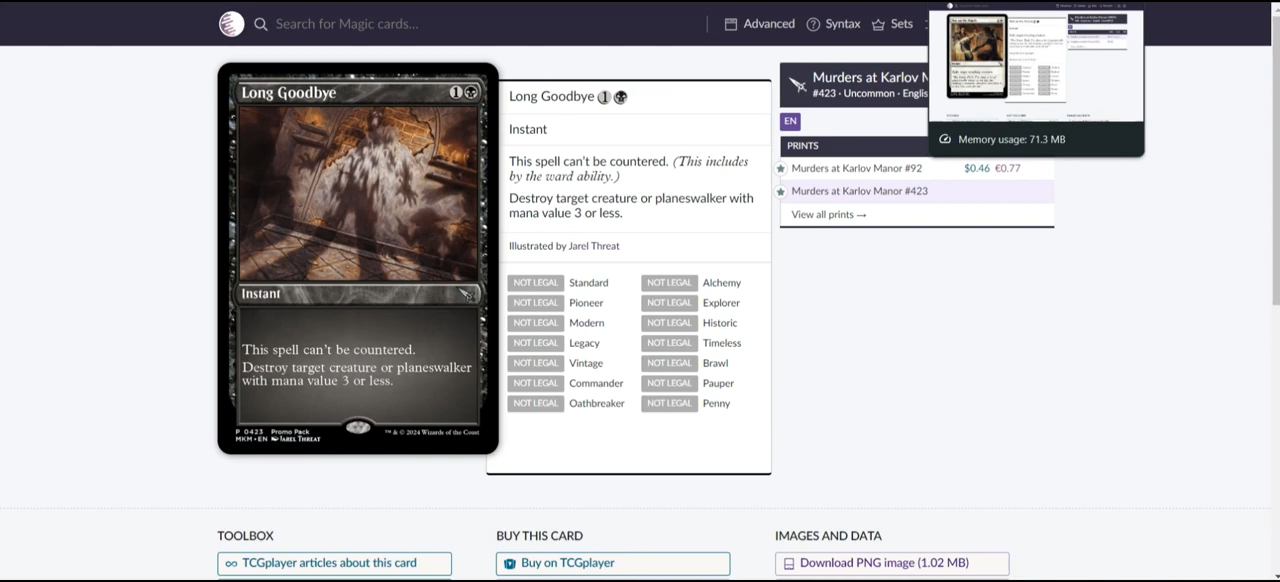 Search for Magic cards...
Advanced
Syntax
Sets
Long Goodbye
Instant
This spell can't be countered.
Destroy target creature or planeswalker
with mana value 3 or less.
P 0423 Promo Pack
MKM • EN JAREL THREAT
™ & © 2024 Wizards of the Coast
Long Goodbye
Instant
This spell can't be countered. (This includes
by the ward ability.)
Destroy target creature or planeswalker with
mana value 3 or less.
Illustrated by Jarel Threat
NOT LEGAL Standard NOT LEGAL Alchemy
NOT LEGAL Pioneer NOT LEGAL Explorer
NOT LEGAL Modern NOT LEGAL Historic
NOT LEGAL Legacy NOT LEGAL Timeless
NOT LEGAL Vintage NOT LEGAL Brawl
NOT LEGAL Commander NOT LEGAL Pauper
NOT LEGAL Oathbreaker NOT LEGAL Penny
Murders at Karlov M
#423 · Uncommon · Englis
EN
PRINTS
Murders at Karlov Manor #92 $0.46 €0.77
Murders at Karlov Manor #423
View all prints →
Memory usage: 71.3 MB
TOOLBOX
TCGplayer articles about this card
BUY THIS CARD
Buy on TCGplayer
IMAGES AND DATA
Download PNG image (1.02 MB)